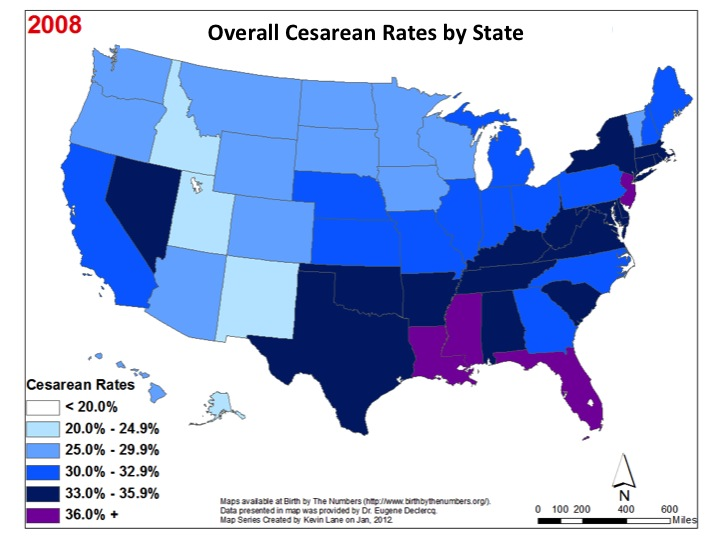 2008
Overall Cesarean Rates by State
Cesarean Rates
< 20.0%
20.0% - 24.9%
25.0% - 29.9%
30.0% - 32.9%
33.0% - 35.9%
36.0% +
Maps available at Birth by The Numbers (http://www.birthbythenumbers.org/).
Data presented in map was provided by Dr. Eugene Declercq.
Map Series Created by Kevin Lane on Jan, 2012.
N
0 100 200 400 600
Miles